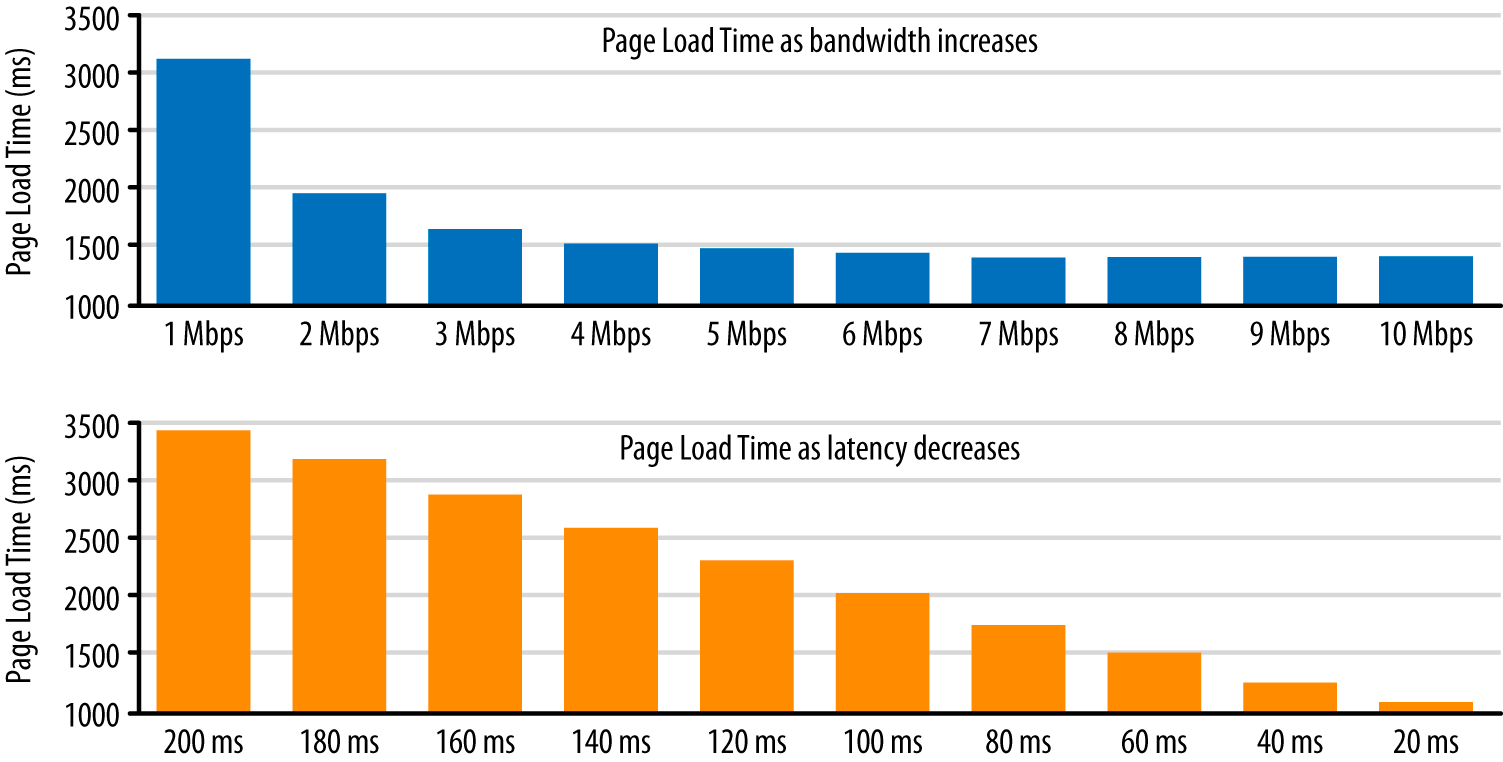 Page Load Time as bandwidth increases
Page Load Time (ms)
3500
3000
2500
2000
1500
1000
1 Mbps 2 Mbps 3 Mbps 4 Mbps 5 Mbps 6 Mbps 7 Mbps 8 Mbps 9 Mbps 10 Mbps
Page Load Time as latency decreases
Page Load Time (ms)
3500
3000
2500
2000
1500
1000
200 ms 180 ms 160 ms 140 ms 120 ms 100 ms 80 ms 60 ms 40 ms 20 ms